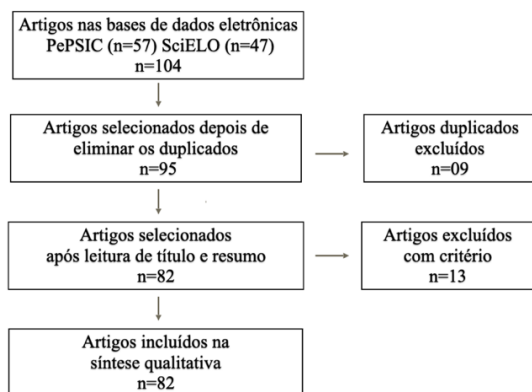 Artigos nas bases de dados eletrônicas
PePSIC (n=57) SciELO (n=47)
n=104
Artigos selecionados depois de
eliminar os duplicados
n=95
Artigos duplicados
excluídos
n=09
Artigos selecionados
após leitura de título e resumo
n=82
Artigos excluídos
com critério
n=13
Artigos incluídos na
síntese qualitativa
n=82